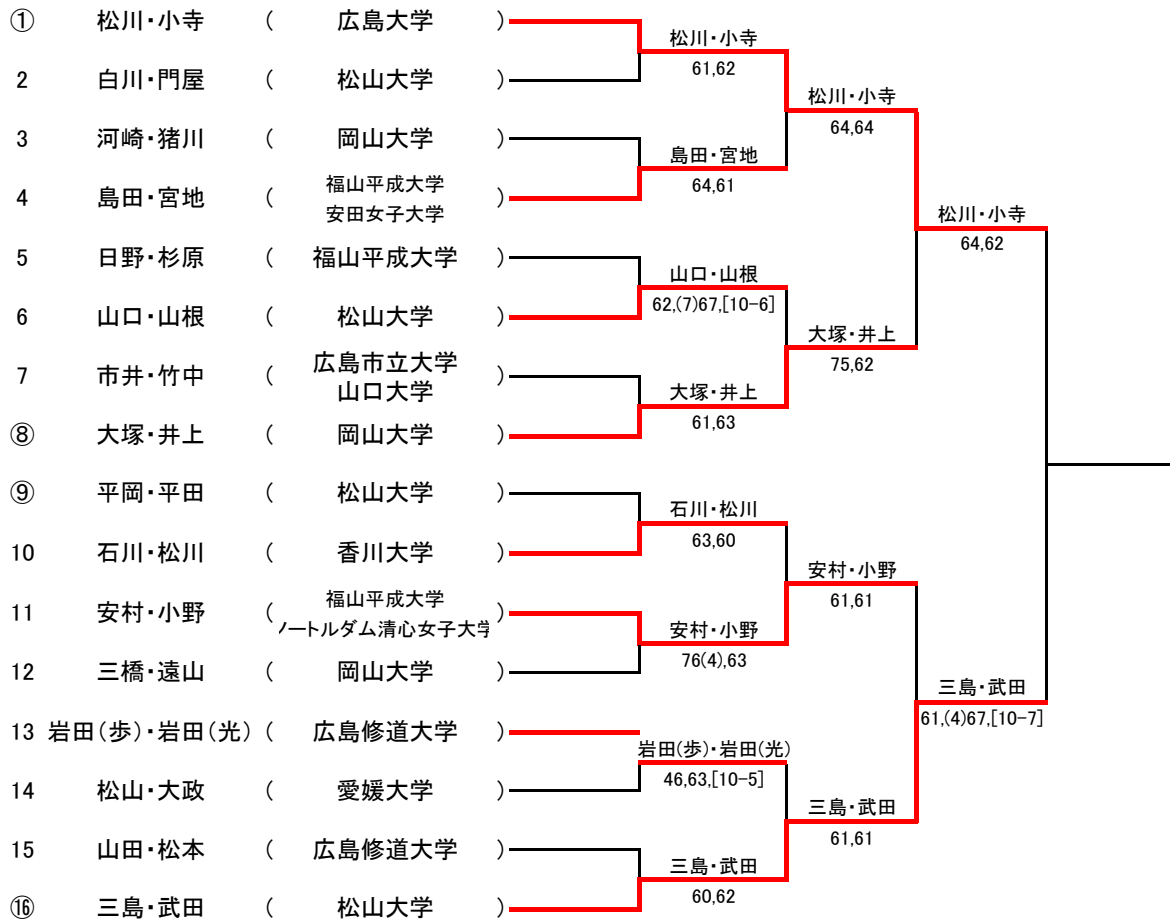 ① 松川・小寺 ( 広島大学 )
松川・小寺
61,62
2 白川・門屋 ( 松山大学 )
松川・小寺
64,64
3 河崎・猪川 ( 岡山大学 )
島田・宮地
64,61
4 島田・宮地 ( 福山平成大学
安田女子大学 )
松川・小寺
64,62
5 日野・杉原 ( 福山平成大学 )
山口・山根
62,(7)67,[10-6]
6 山口・山根 ( 松山大学 )
大塚・井上
75,62
7 市井・竹中 ( 広島市立大学
山口大学 )
大塚・井上
61,63
⑧ 大塚・井上 ( 岡山大学 )
⑨ 平岡・平田 ( 松山大学 )
石川・松川
63,60
10 石川・松川 ( 香川大学 )
安村・小野
61,61
11 安村・小野 ( 福山平成大学
ノートルダム清心女子大学 )
安村・小野
76(4),63
12 三橋・遠山 ( 岡山大学 )
三島・武田
61,(4)67,[10-7]
13 岩田(歩)・岩田(光) ( 広島修道大学 )
岩田(歩)・岩田(光)
46,63,[10-5]
14 松山・大政 ( 愛媛大学 )
三島・武田
61,61
15 山田・松本 ( 広島修道大学 )
三島・武田
60,62
⑯ 三島・武田 ( 松山大学 )